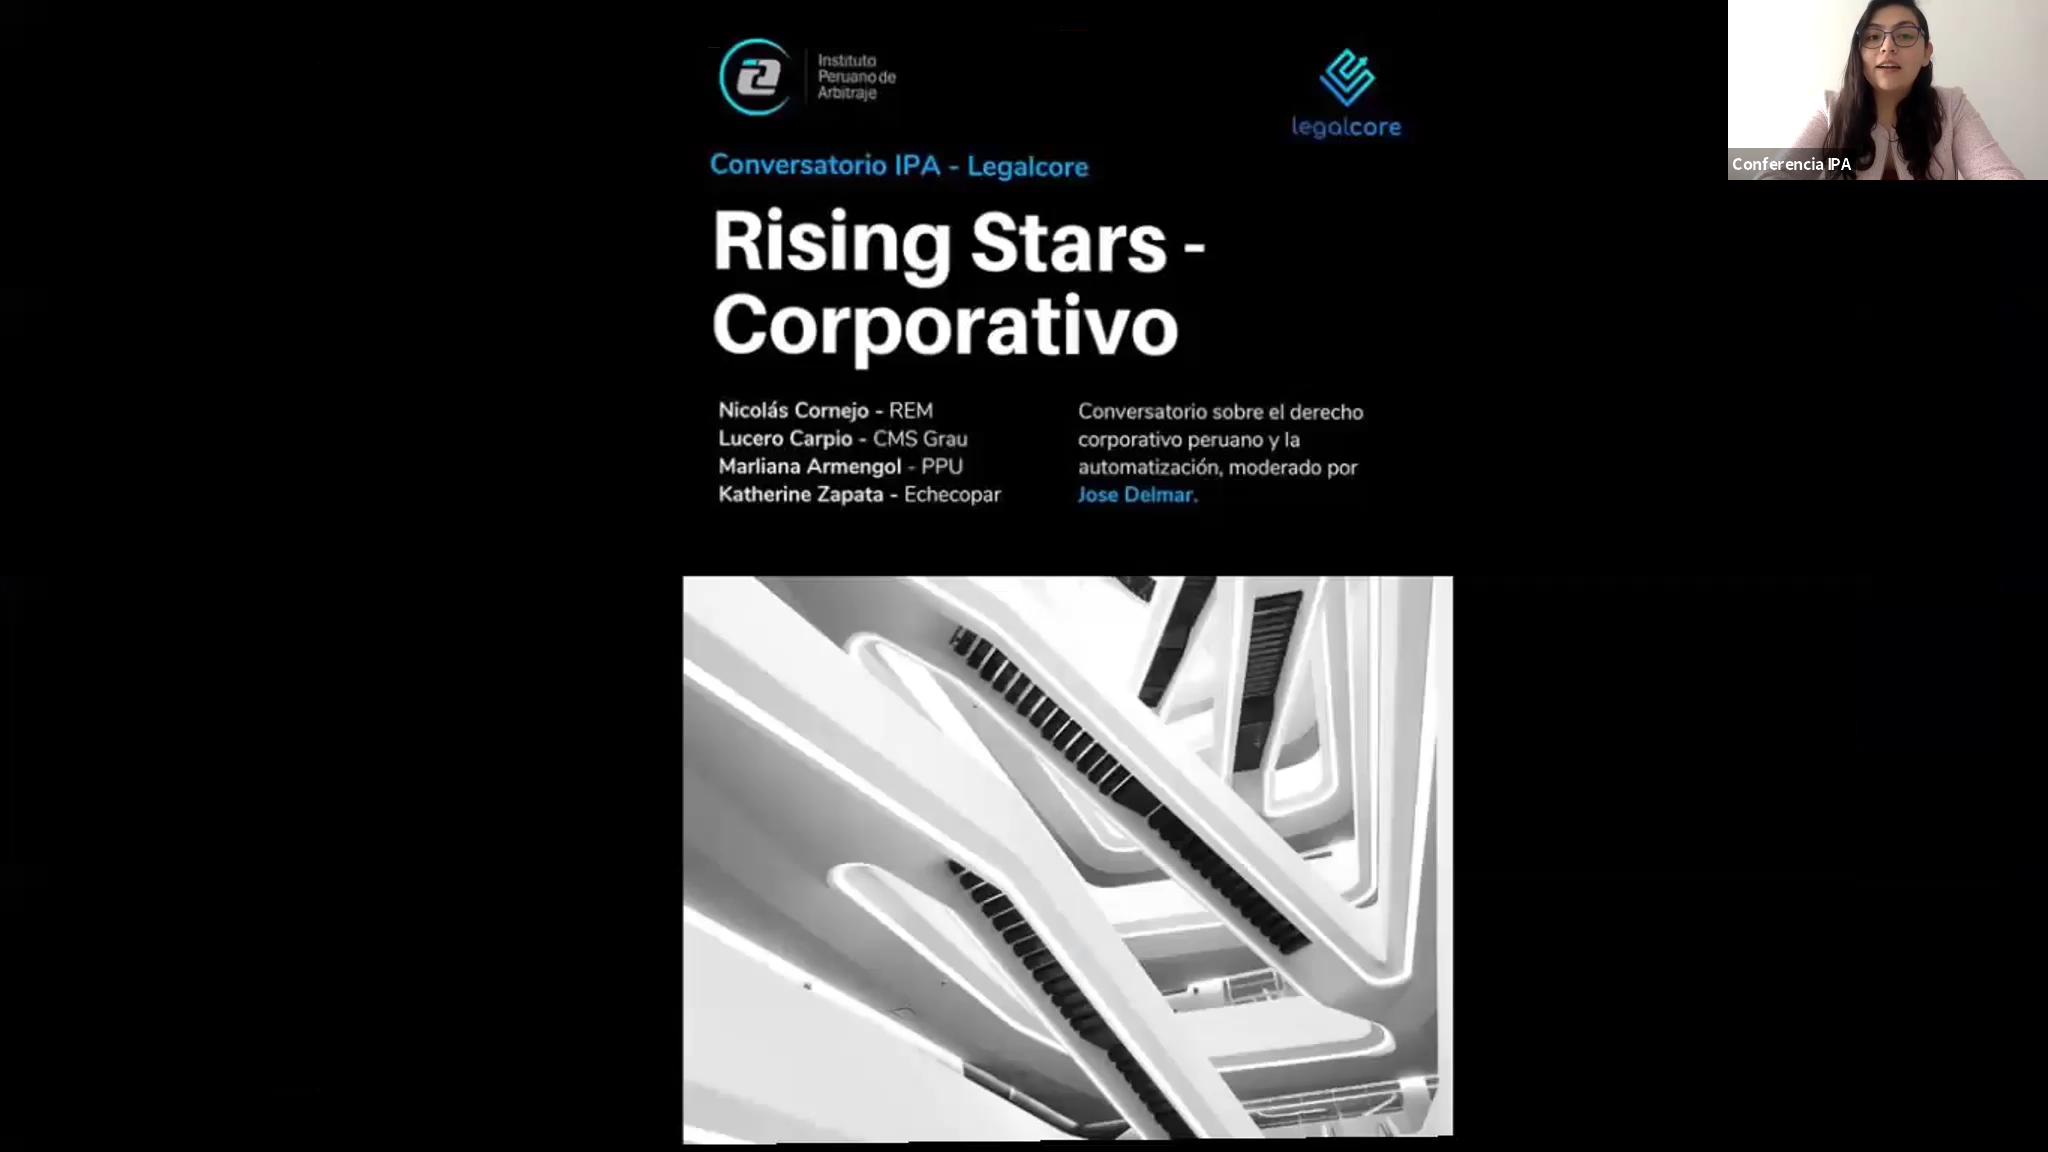 Instituto
Peruano de
Arbitraje
legalcore
Conversatorio IPA - Legalcore
Rising Stars -
Corporativo
Nicolás Cornejo - REM
Lucero Carpio - CMS Grau
Marliana Armengol - PPU
Katherine Zapata - Echecopar
Conversatorio sobre el derecho
corporativo peruano y la
automatización, moderado por
Jose Delmar.
Conferencia IPA